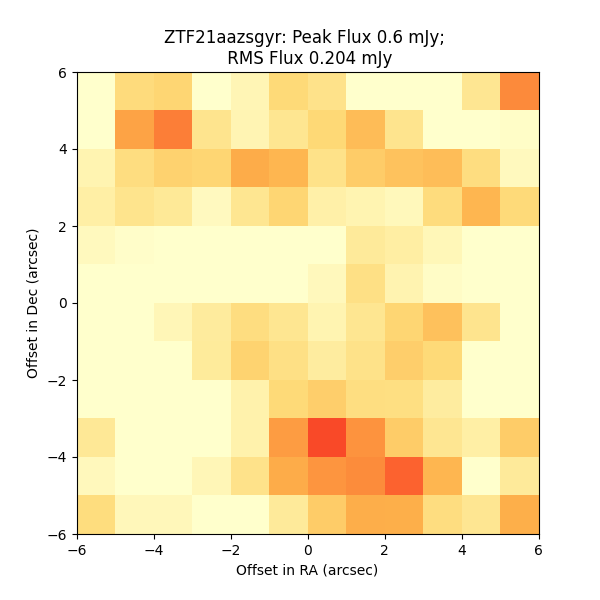 ZTF21aazsgyr: Peak Flux 0.6 mJy;
RMS Flux 0.204 mJy
6
4
2
0
−2
−4
−6
Offset in Dec (arcsec)
−6 −4 −2 0 2 4 6
Offset in RA (arcsec)